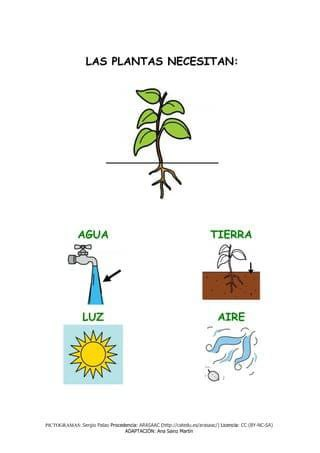 LAS PLANTAS NECESITAN:
AGUA
TIERRA
LUZ
AIRE
PICTOGRAMAS: Sergio Palao Procedencia: ARASAAC (http://catedu.es/arasaac/) Licencia: CC (BY-NC-SA)
ADAPTACIÓN: Ana Sainz Martín